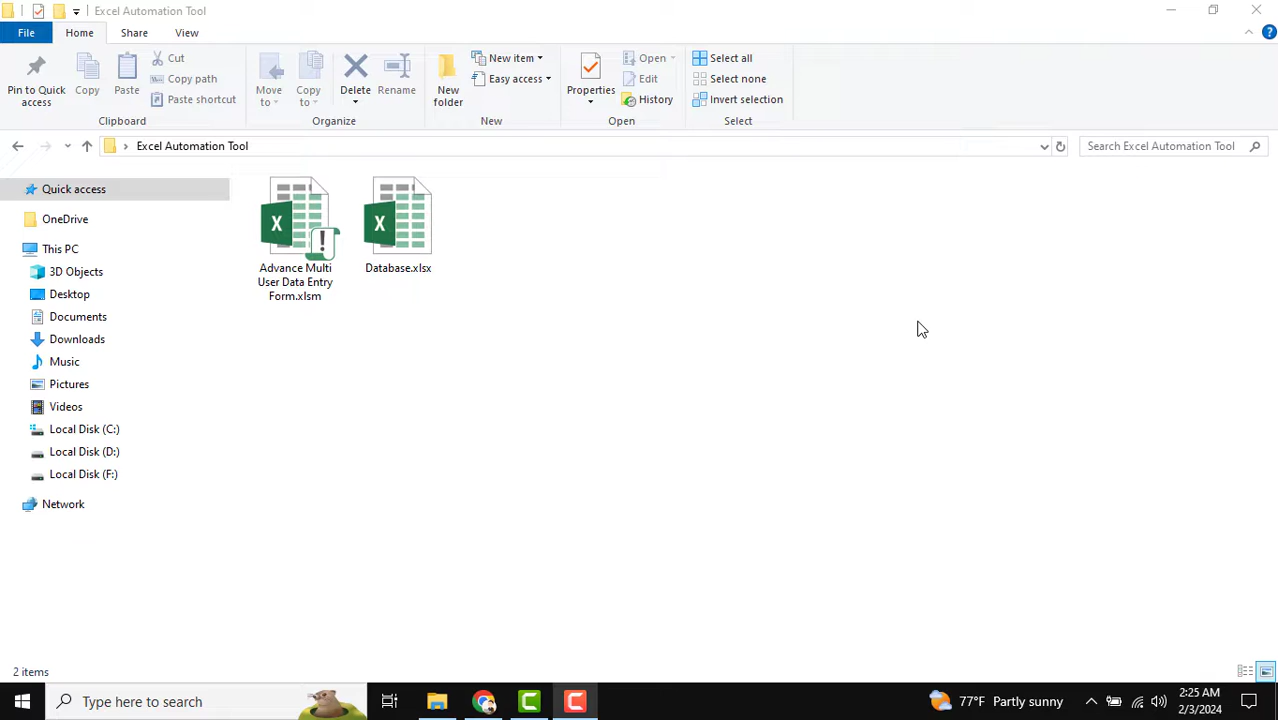 Excel Automation Tool
File Home Share View
Pin to Quick access
Copy
Paste
Cut
Copy path
Paste shortcut
Clipboard
Move to
Copy to
Delete
Rename
Organize
New folder
New item
Easy access
New
Properties
Open
Edit
History
Open
Select all
Select none
Invert selection
Select
Excel Automation Tool
Search Excel Automation Tool
Quick access
OneDrive
This PC
3D Objects
Desktop
Documents
Downloads
Music
Pictures
Videos
Local Disk (C:)
Local Disk (D:)
Local Disk (F:)
Network
Advance Multi
User Data Entry
Form.xlsm
Database.xlsx
2 items
Type here to search
77°F Partly sunny
2:25 AM
2/3/2024